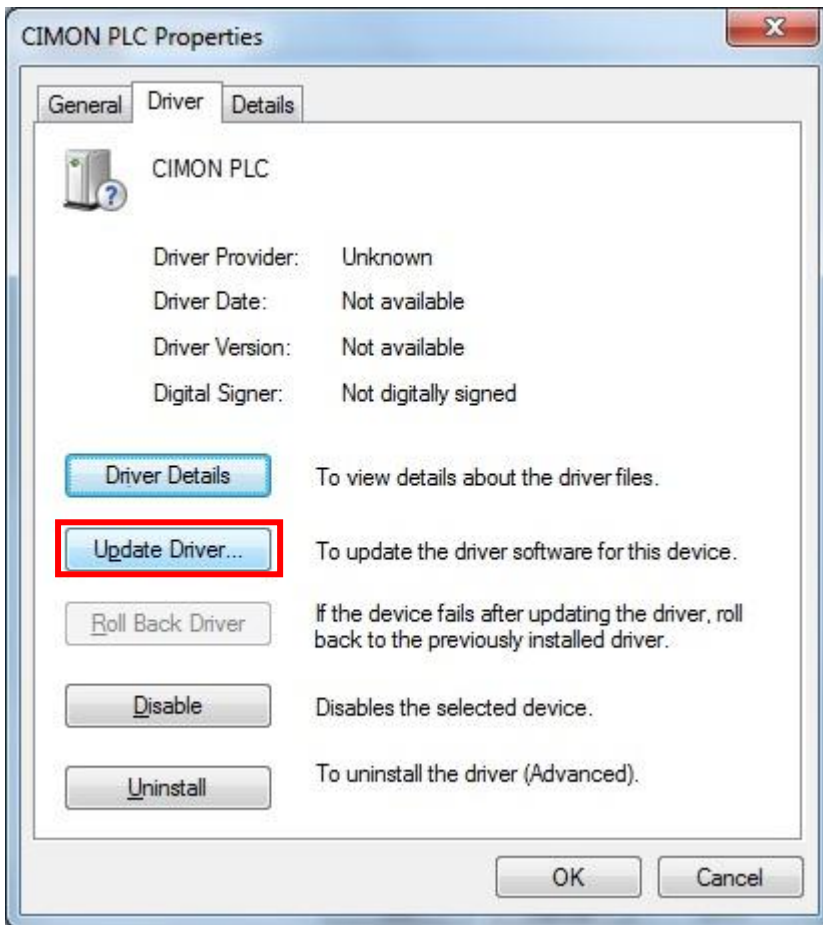 CIMON PLC Properties
General Driver Details
CIMON PLC
Driver Provider: Unknown
Driver Date: Not available
Driver Version: Not available
Digital Signer: Not digitally signed
Driver Details To view details about the driver files.
Update Driver... To update the driver software for this device.
Roll Back Driver If the device fails after updating the driver, roll
back to the previously installed driver.
Disable Disables the selected device.
Uninstall To uninstall the driver (Advanced).
OK Cancel